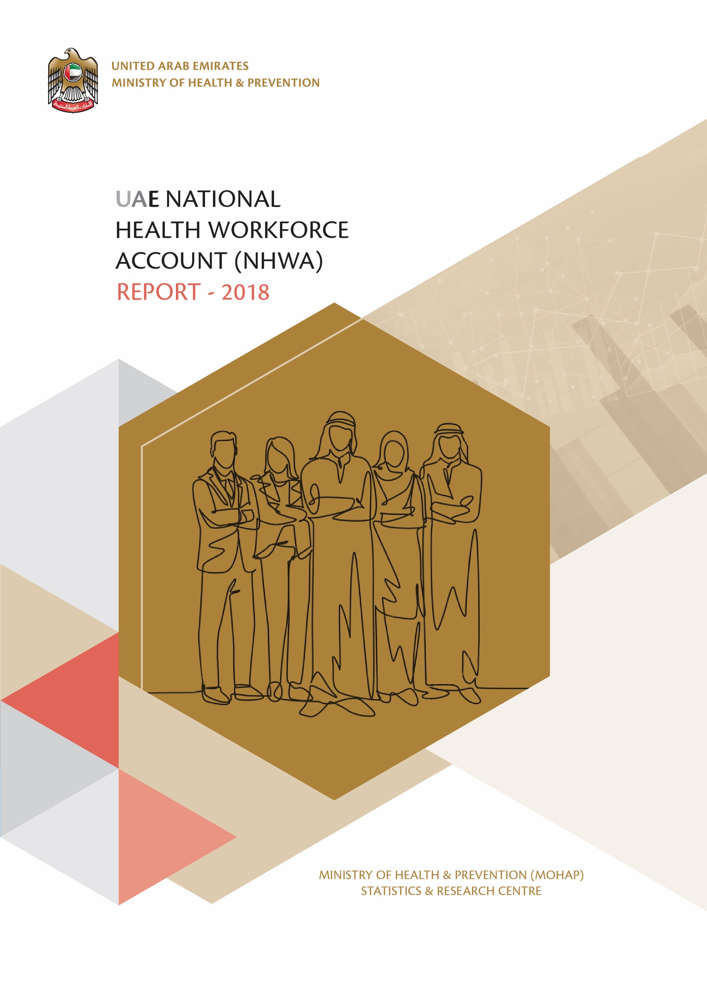 الإمارات العربية المتحدة
UNITED ARAB EMIRATES
MINISTRY OF HEALTH & PREVENTION
UAE NATIONAL
HEALTH WORKFORCE
ACCOUNT (NHWA)
REPORT - 2018
MINISTRY OF HEALTH & PREVENTION (MOHAP)
STATISTICS & RESEARCH CENTRE